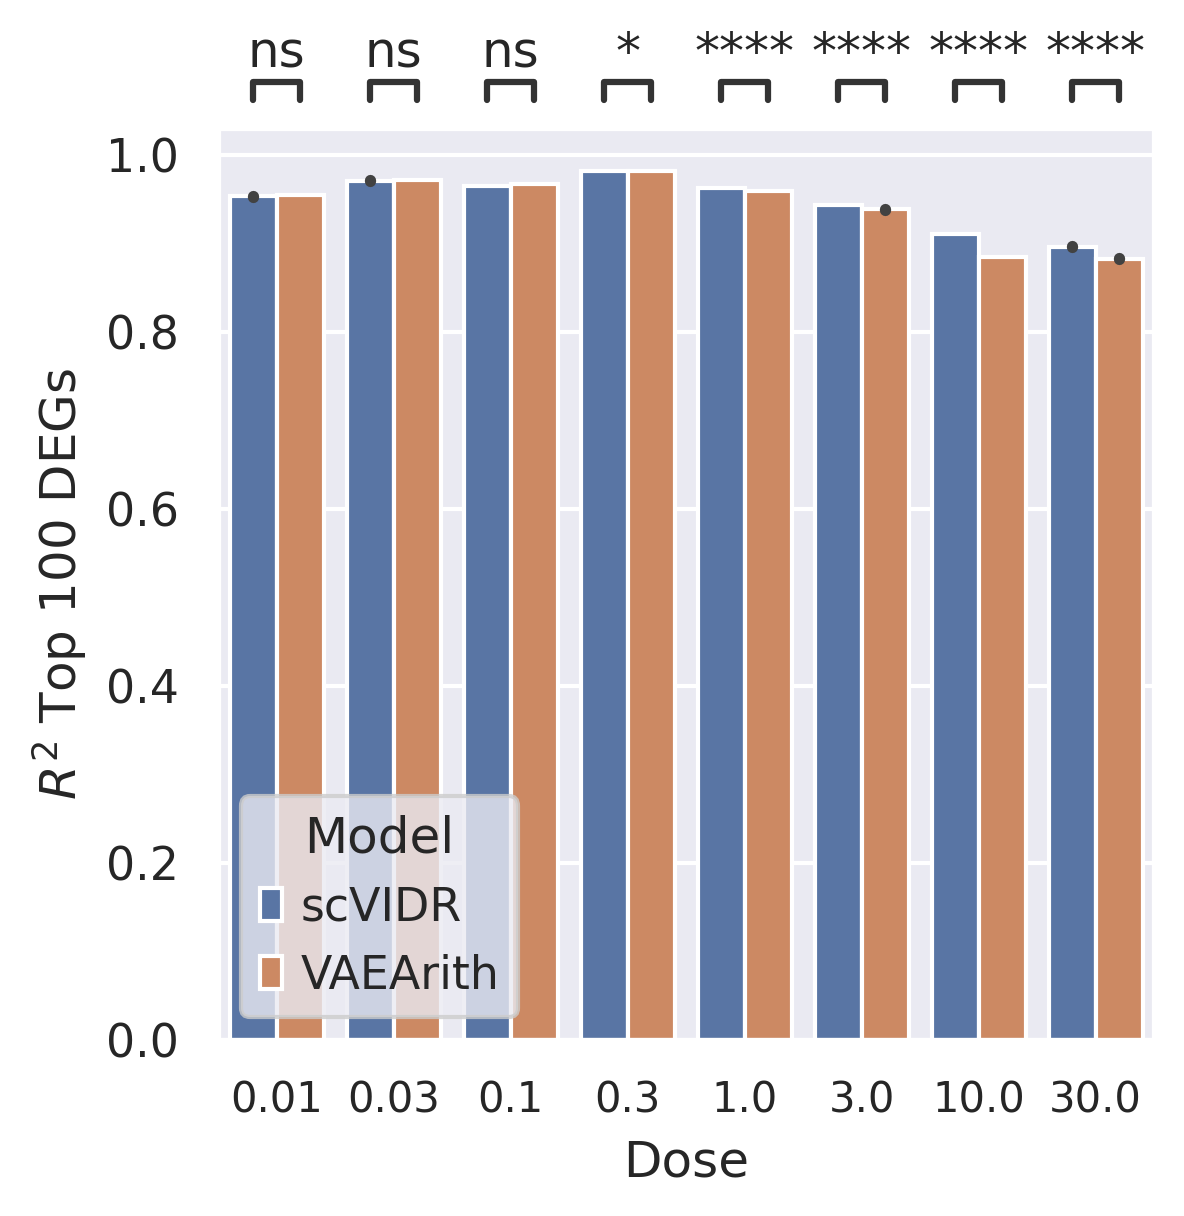 ns ns ns * **** **** **** ****
1.0
0.8
0.6
0.4
0.2
0.0
R² Top 100 DEGs
Model
scVIDR
VAEArith
0.01 0.03 0.1 0.3 1.0 3.0 10.0 30.0
Dose